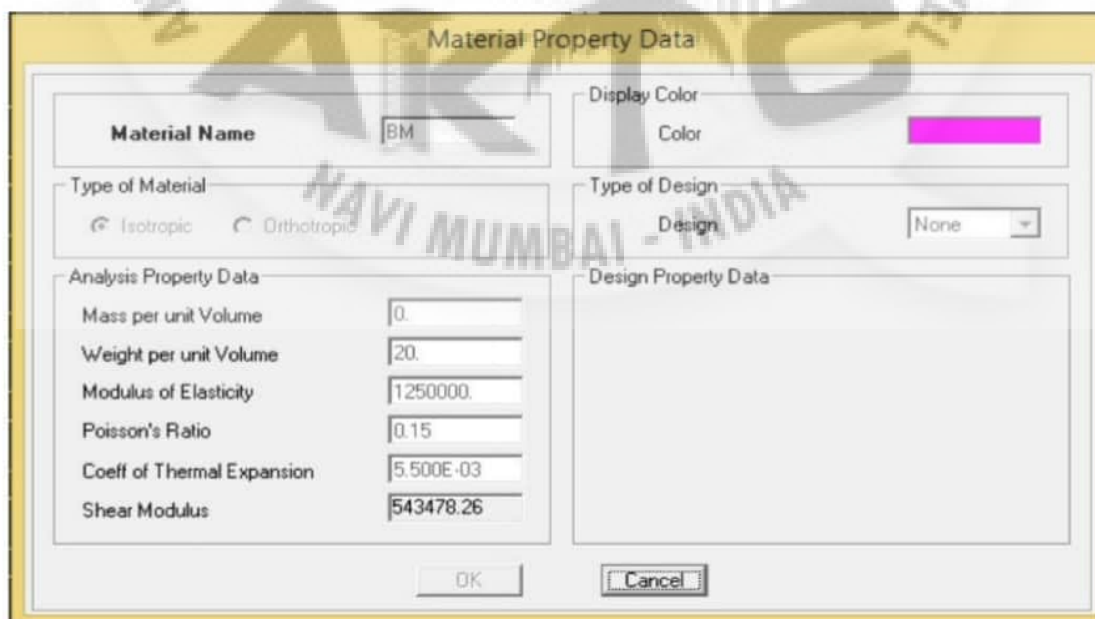 Material Property Data
Display Color
Material Name BM
Color
Type of Material
Isotropic Orthotropic
Type of Design
Design None
Analysis Property Data
Mass per unit Volume 0.
Weight per unit Volume 20.
Modulus of Elasticity 1250000.
Poisson's Ratio 0.15
Coeff of Thermal Expansion 5.500E-03
Shear Modulus 543478.26
Design Property Data
OK Cancel
AKTC
NAVI MUMBAI - INDIA